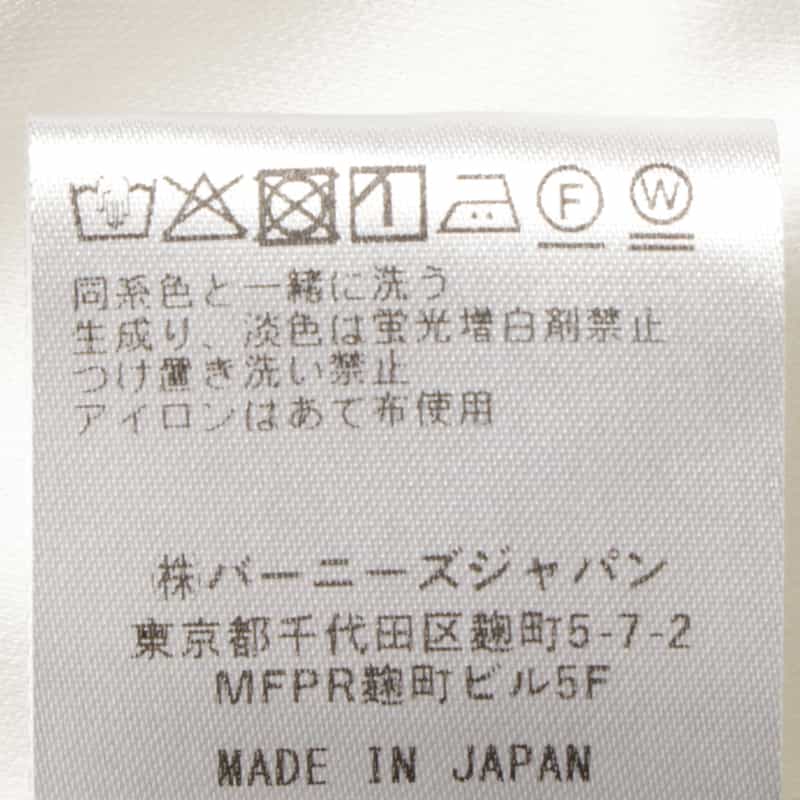 F W
同系色と一緒に洗う
生成り、淡色は蛍光増白剤禁止
つけ置き洗い禁止
アイロンはあて布使用
㈱バーニーズジャパン
東京都千代田区麹町5-7-2
MFPR麹町ビル5F
MADE IN JAPAN